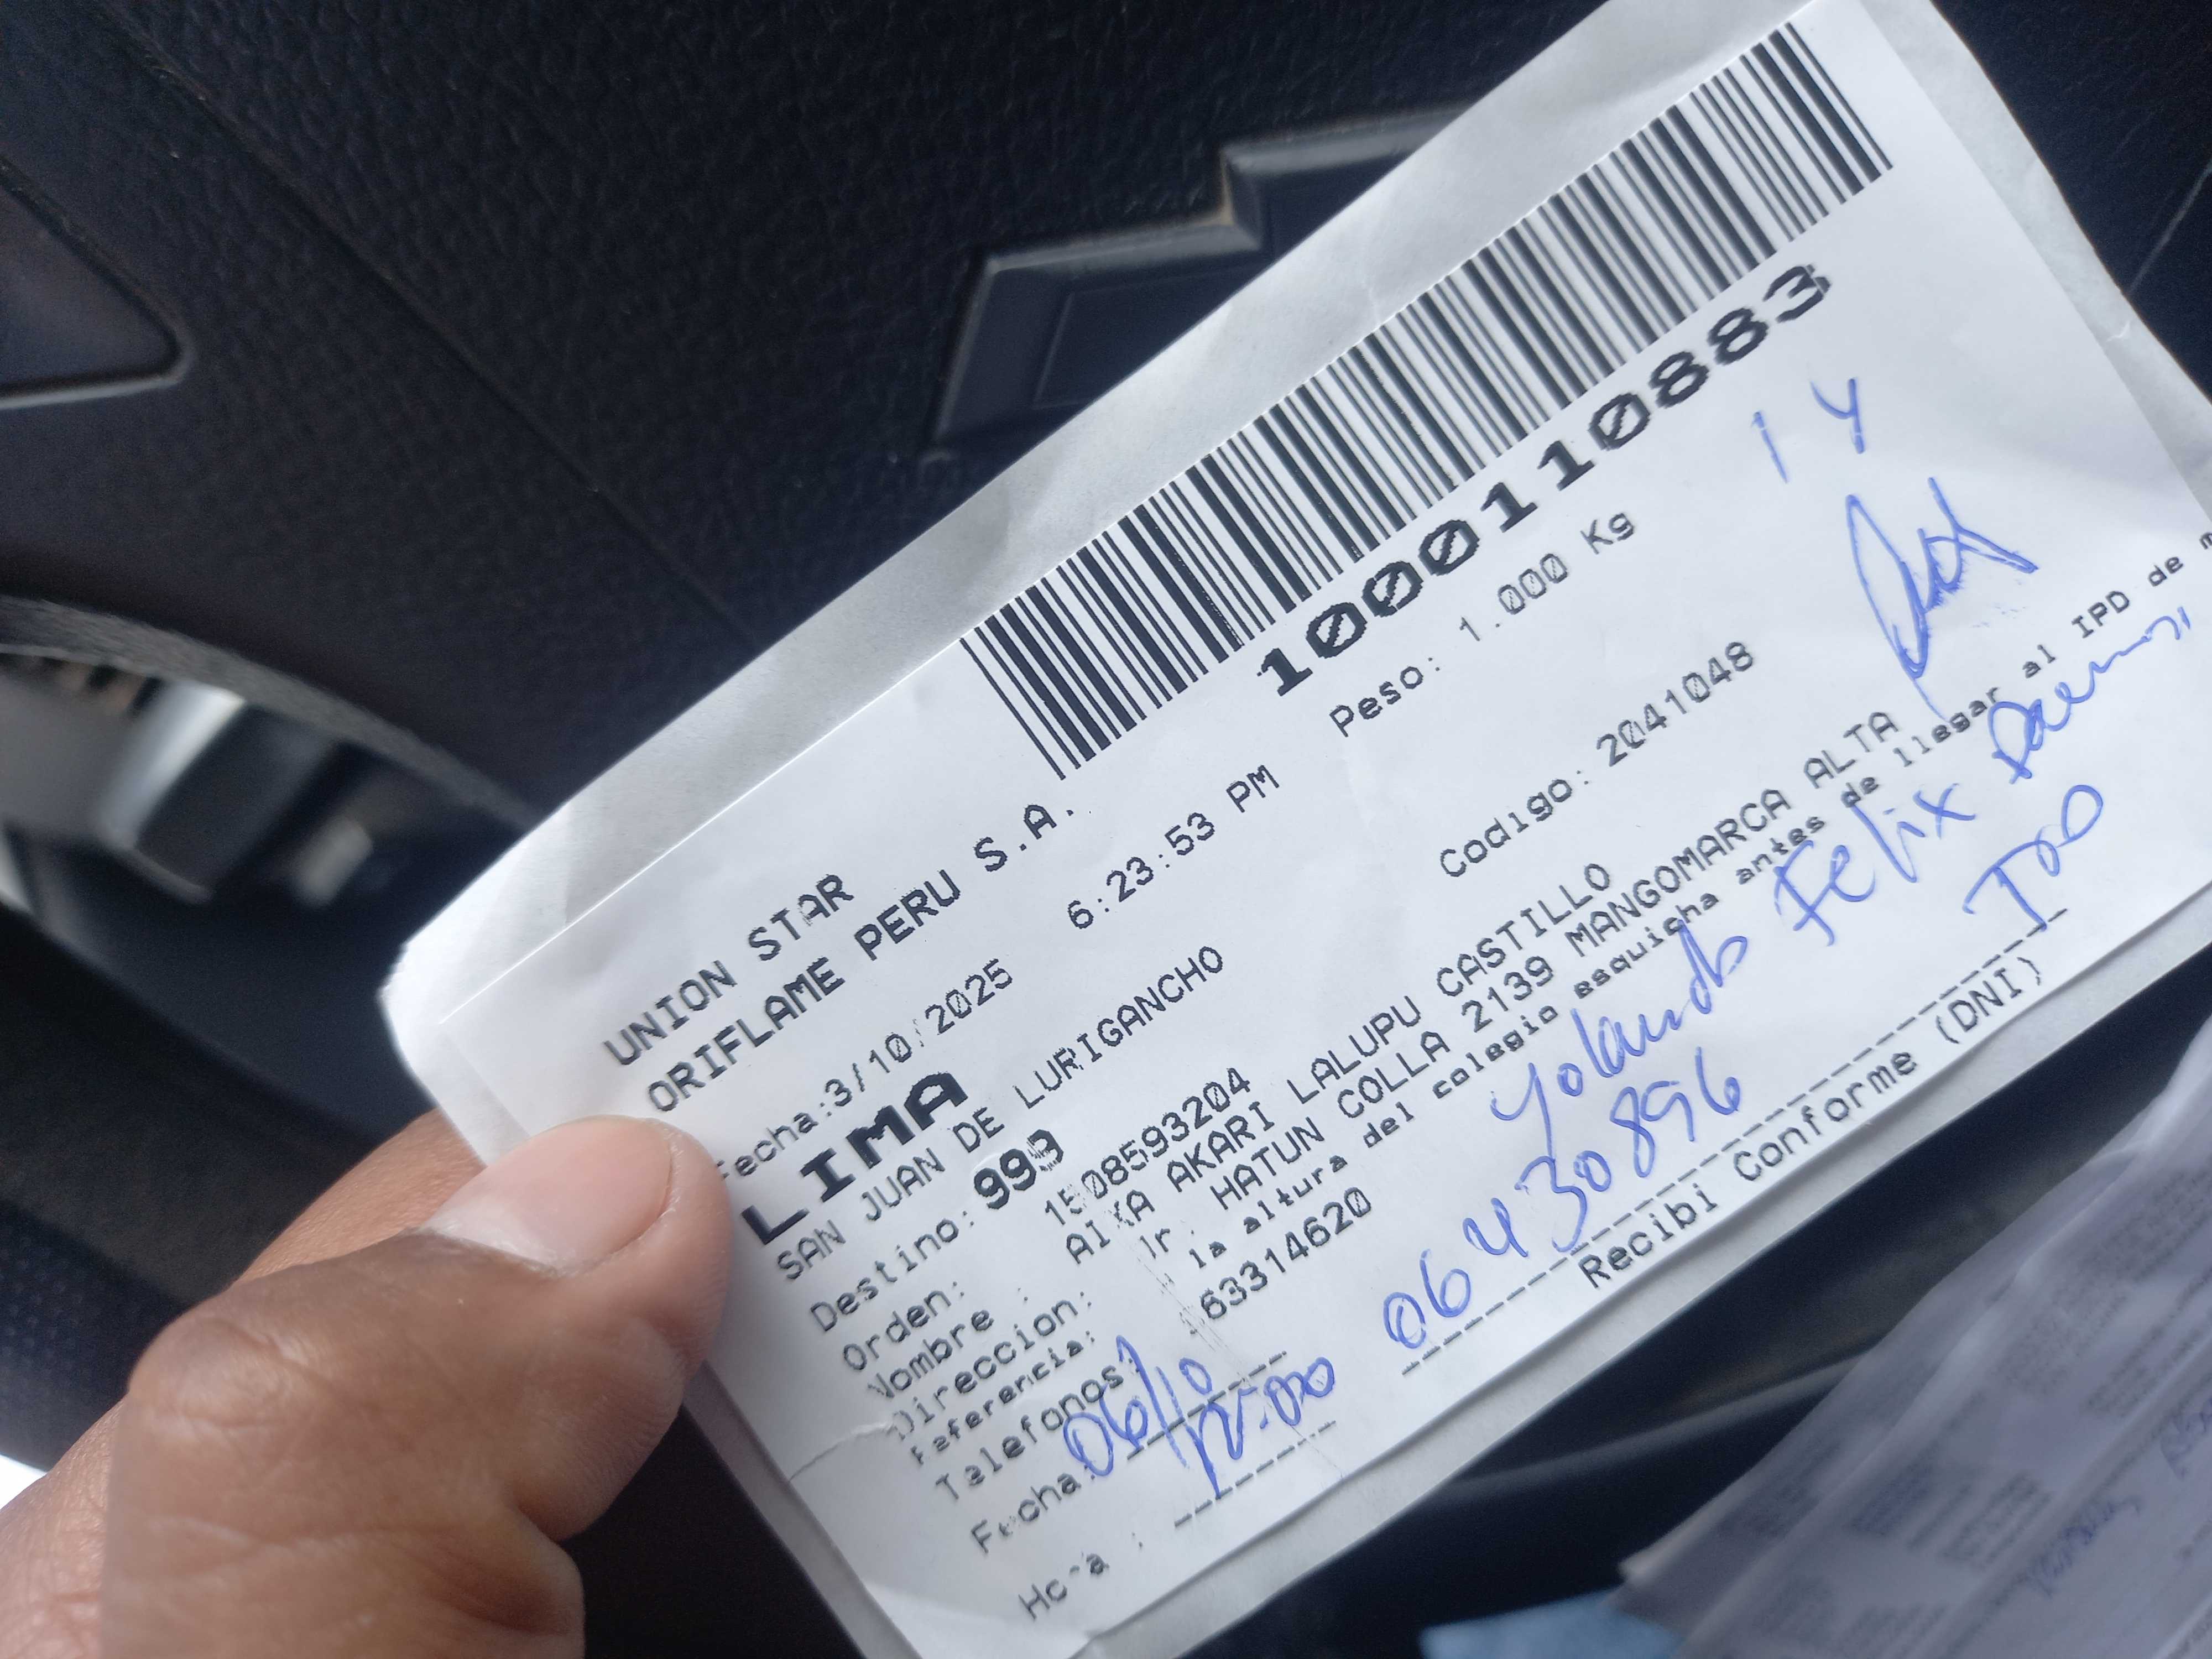 1000110883
UNION STAR
Peso: 1.000 Kg
ORIFLAME PERU S.A.
14
Fecha:3/10/2025 6:23:53 PM
LIMA
SAN JUAN DE LURIGANCHO
Destino: 999
Codigo: 2041048
Orden: 1508593204
Nombre : AIXA AKARI LALUPU CASTILLO
Direccion: Jr. HATUN COLLA 2139 MANGOMARCA ALTA
Referencia: a la altura del colegio esquicha antes de llegar al IPD de m
Telefonos: 63314620
Yolanda Felix
Fecha: 06/10
06430896
Hora : 12:00
Recibi Conforme (DNI)